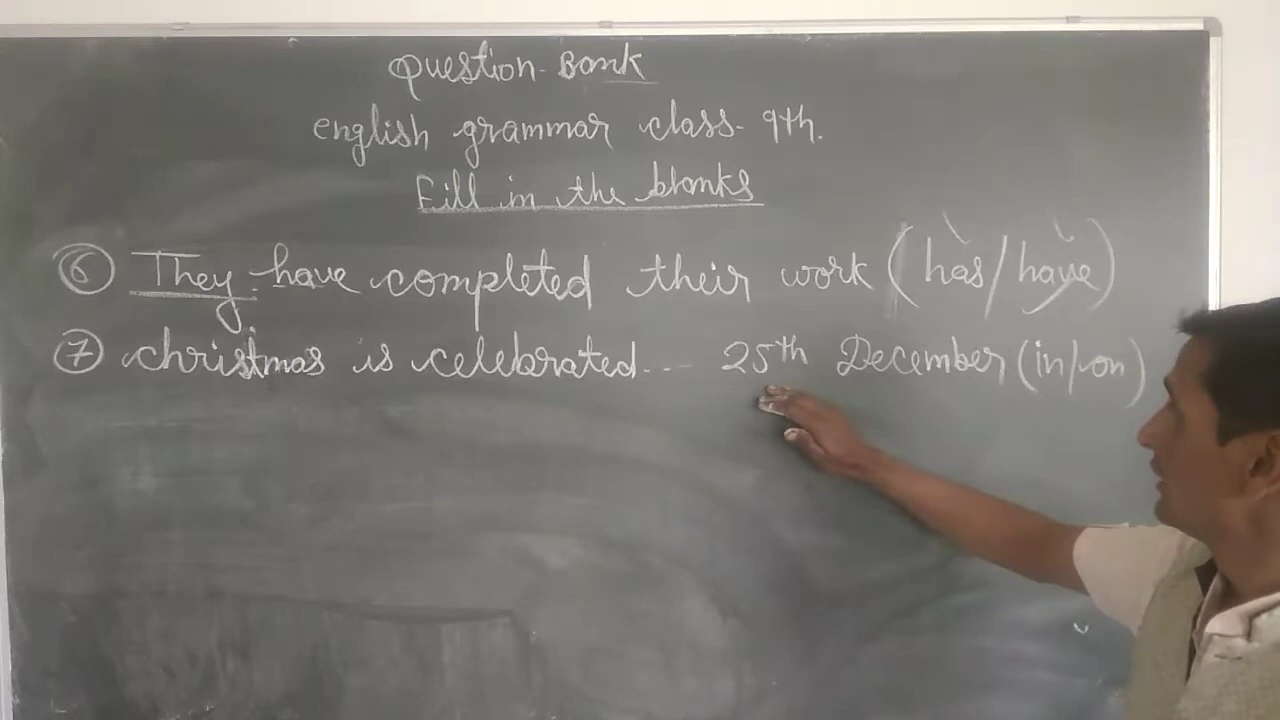 Question-Bank
english grammar class-9th.
Fill in the blanks
⑥ They have completed their work (has/have)
⑦ christmas is celebrated..... 25th December (in/on)